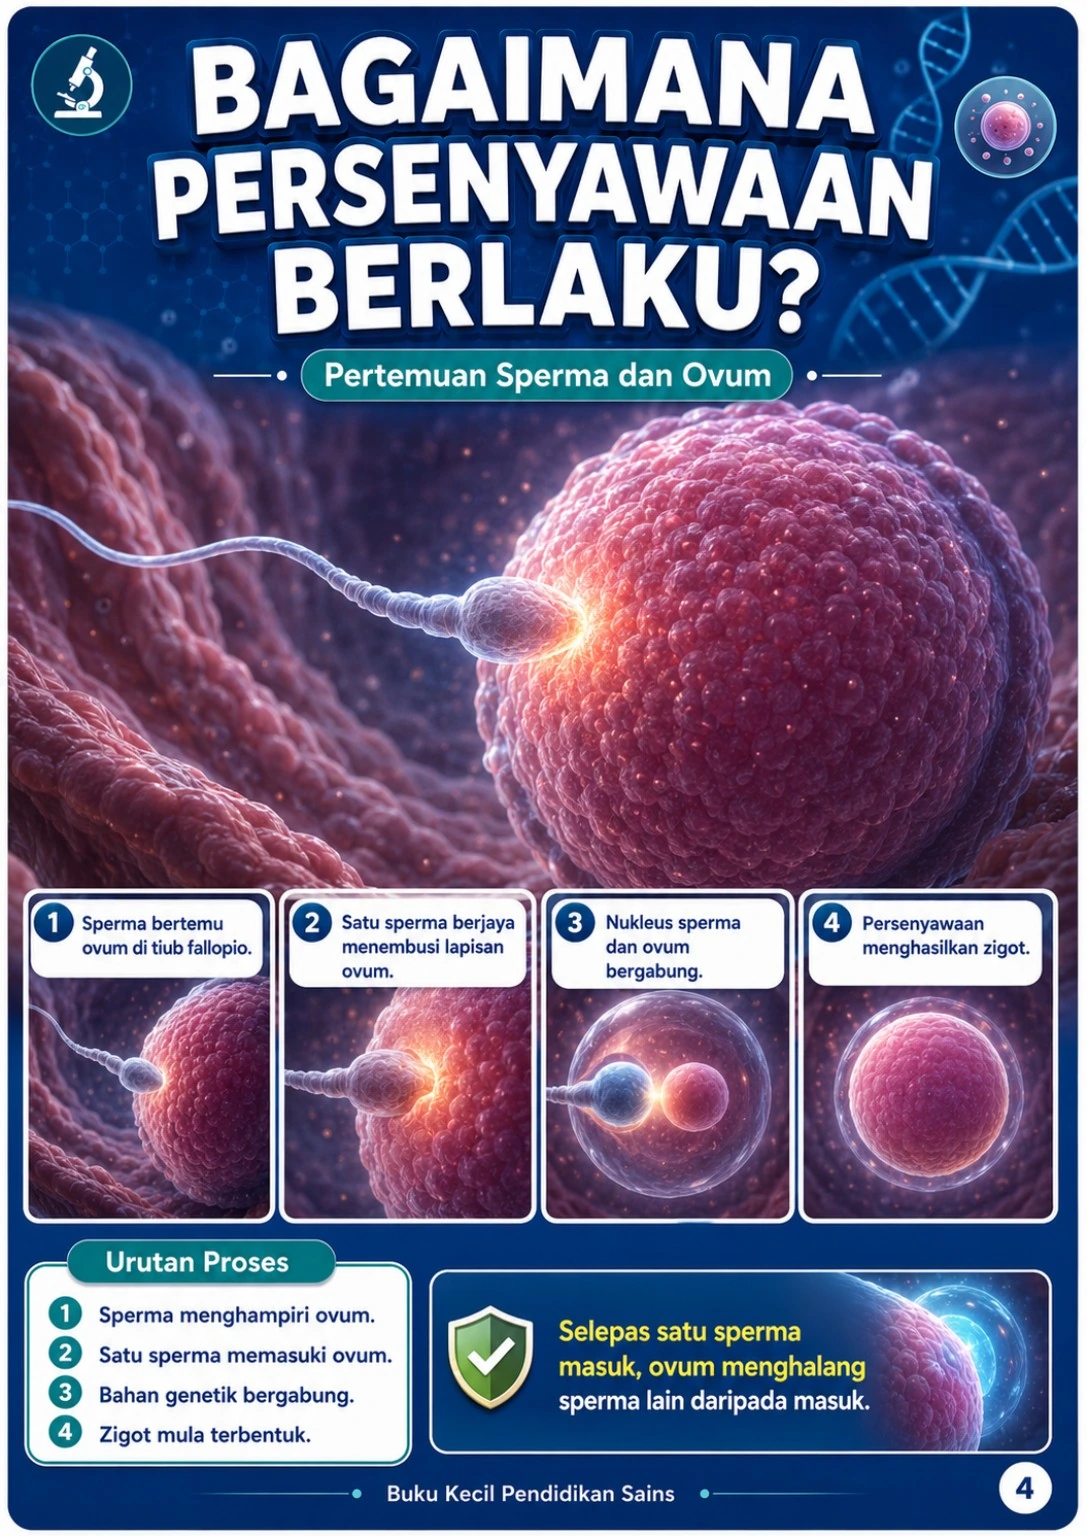 BAGAIMANA
PERSENYAWAAN
BERLAKU?
Pertemuan Sperma dan Ovum
1
Sperma bertemu
ovum di tiub fallopio.
2
Satu sperma berjaya
menembusi lapisan
ovum.
3
Nukleus sperma
dan ovum
bergabung.
4
Persenyawaan
menghasilkan zigot.
Urutan Proses
1 Sperma menghampiri ovum.
2 Satu sperma memasuki ovum.
3 Bahan genetik bergabung.
4 Zigot mula terbentuk.
Selepas satu sperma
masuk, ovum menghalang
sperma lain daripada masuk.
Buku Kecil Pendidikan Sains
4